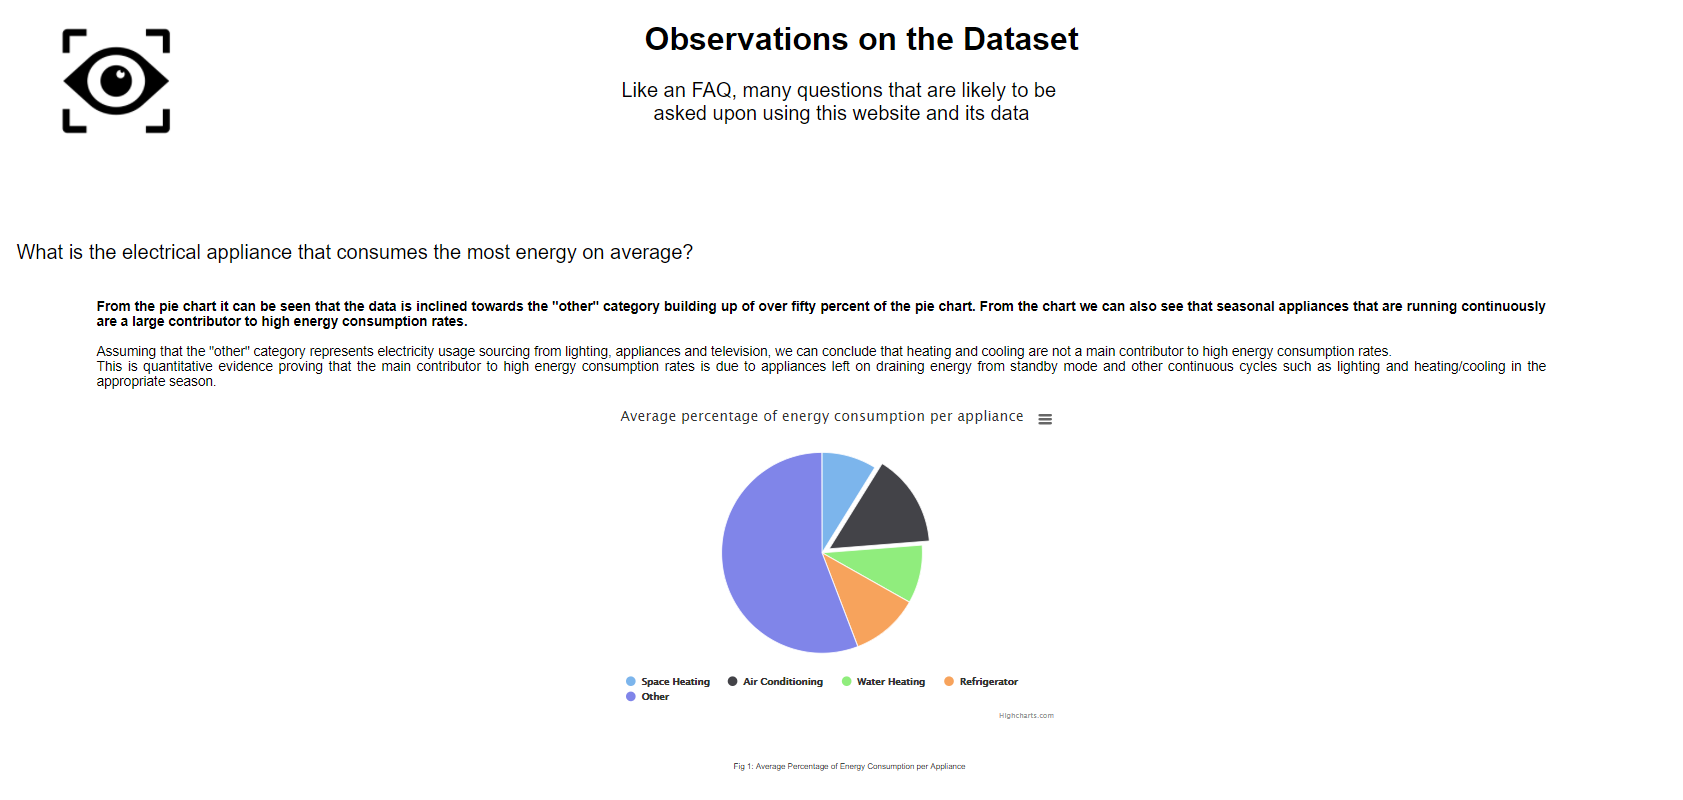 Observations on the Dataset
Like an FAQ, many questions that are likely to be
asked upon using this website and its data
What is the electrical appliance that consumes the most energy on average?
From the pie chart it can be seen that the data is inclined towards the "other" category building up of over fifty percent of the pie chart. From the chart we can also see that seasonal appliances that are running continuously
are a large contributor to high energy consumption rates.
Assuming that the "other" category represents electricity usage sourcing from lighting, appliances and television, we can conclude that heating and cooling are not a main contributor to high energy consumption rates.
This is quantitative evidence proving that the main contributor to high energy consumption rates is due to appliances left on draining energy from standby mode and other continuous cycles such as lighting and heating/cooling in the
appropriate season.
Average percentage of energy consumption per appliance
Space Heating Air Conditioning Water Heating Refrigerator
Other
Highcharts.com
Fig 1: Average Percentage of Energy Consumption per Appliance